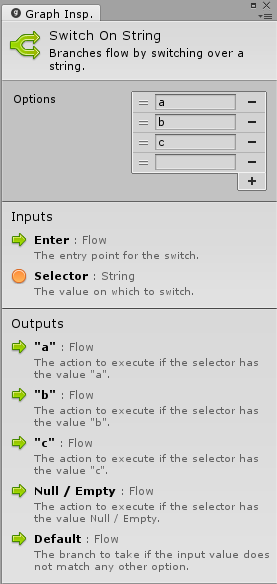 Graph Insp.
Switch On String
Branches flow by switching over a
string.
Options
a
b
c
Inputs
Enter : Flow
The entry point for the switch.
Selector : String
The value on which to switch.
Outputs
"a" : Flow
The action to execute if the selector has
the value "a".
"b" : Flow
The action to execute if the selector has
the value "b".
"c" : Flow
The action to execute if the selector has
the value "c".
Null / Empty : Flow
The action to execute if the selector has
the value Null / Empty.
Default : Flow
The branch to take if the input value does
not match any other option.